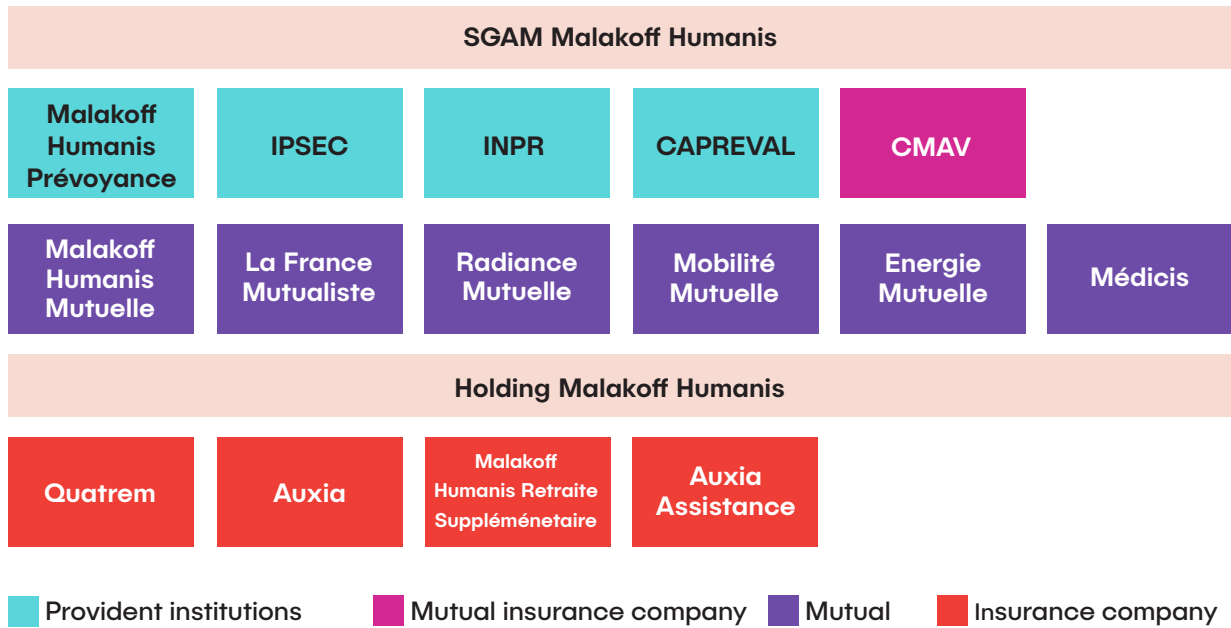 SGAM Malakoff Humanis
Malakoff
Humanis
Prévoyance
IPSEC
INPR
CAPREVAL
CMAV
Malakoff
Humanis
Mutuelle
La France
Mutualiste
Radiance
Mutuelle
Mobilité
Mutuelle
Energie
Mutuelle
Médicis
Holding Malakoff Humanis
Quatrem
Auxia
Malakoff
Humanis Retraite
Suppléménetaire
Auxia
Assistance
Provident institutions
Mutual insurance company
Mutual
Insurance company